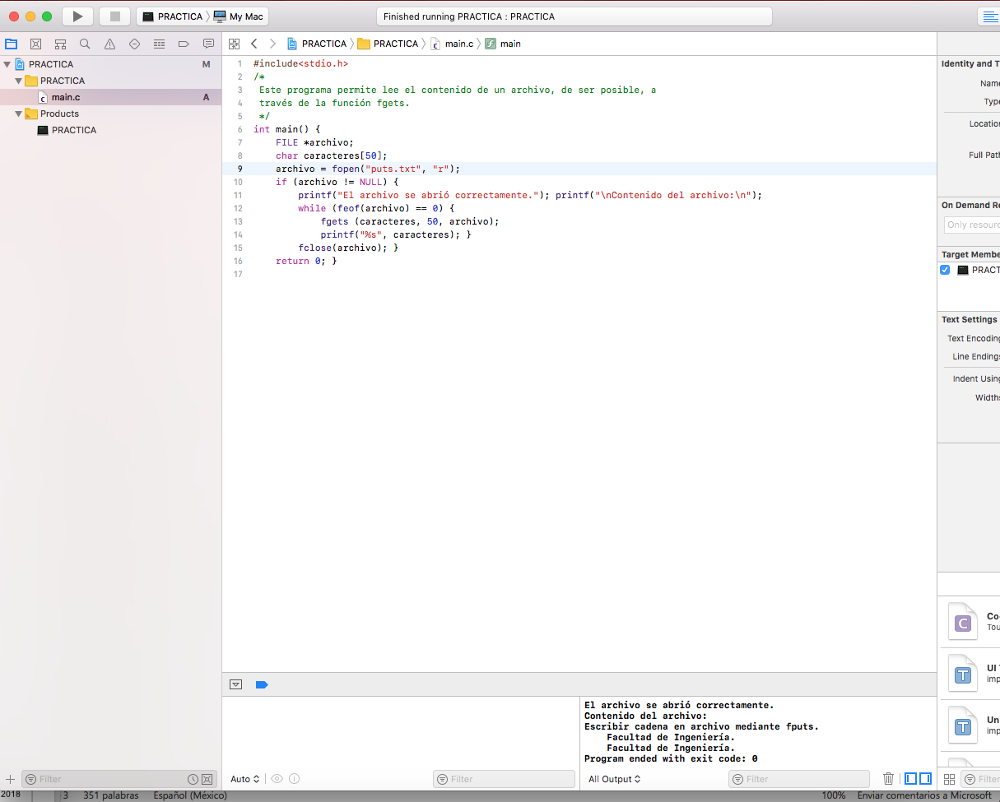 PRACTICA My Mac Finished running PRACTICA : PRACTICA
PRACTICA PRACTICA main.c main
PRACTICA M
PRACTICA
main.c A
Products
PRACTICA
1 #include<stdio.h>
2 /*
3 Este programa permite lee el contenido de un archivo, de ser posible, a
4 través de la función fgets.
5 */
6 int main() {
7 FILE *archivo;
8 char caracteres[50];
9 archivo = fopen("puts.txt", "r");
10 if (archivo != NULL) {
11 printf("El archivo se abrió correctamente."); printf("\nContenido del archivo:\n");
12 while (feof(archivo) == 0) {
13 fgets (caracteres, 50, archivo);
14 printf("%s", caracteres); }
15 fclose(archivo); }
16 return 0; }
17
Identity and T
Name
Type
Location
Full Path
On Demand Re
Only resourc
Target Membe
PRACT
Text Settings
Text Encoding
Line Endings
Indent Using
Widths
C Co
Tou
T UI
imp
T Un
imp
El archivo se abrió correctamente.
Contenido del archivo:
Escribir cadena en archivo mediante fputs.
Facultad de Ingeniería.
Facultad de Ingeniería.
Program ended with exit code: 0
Filter Auto Filter All Output Filter Filter
2018 3 351 palabras Español (México) 100% Enviar comentarios a Microsoft